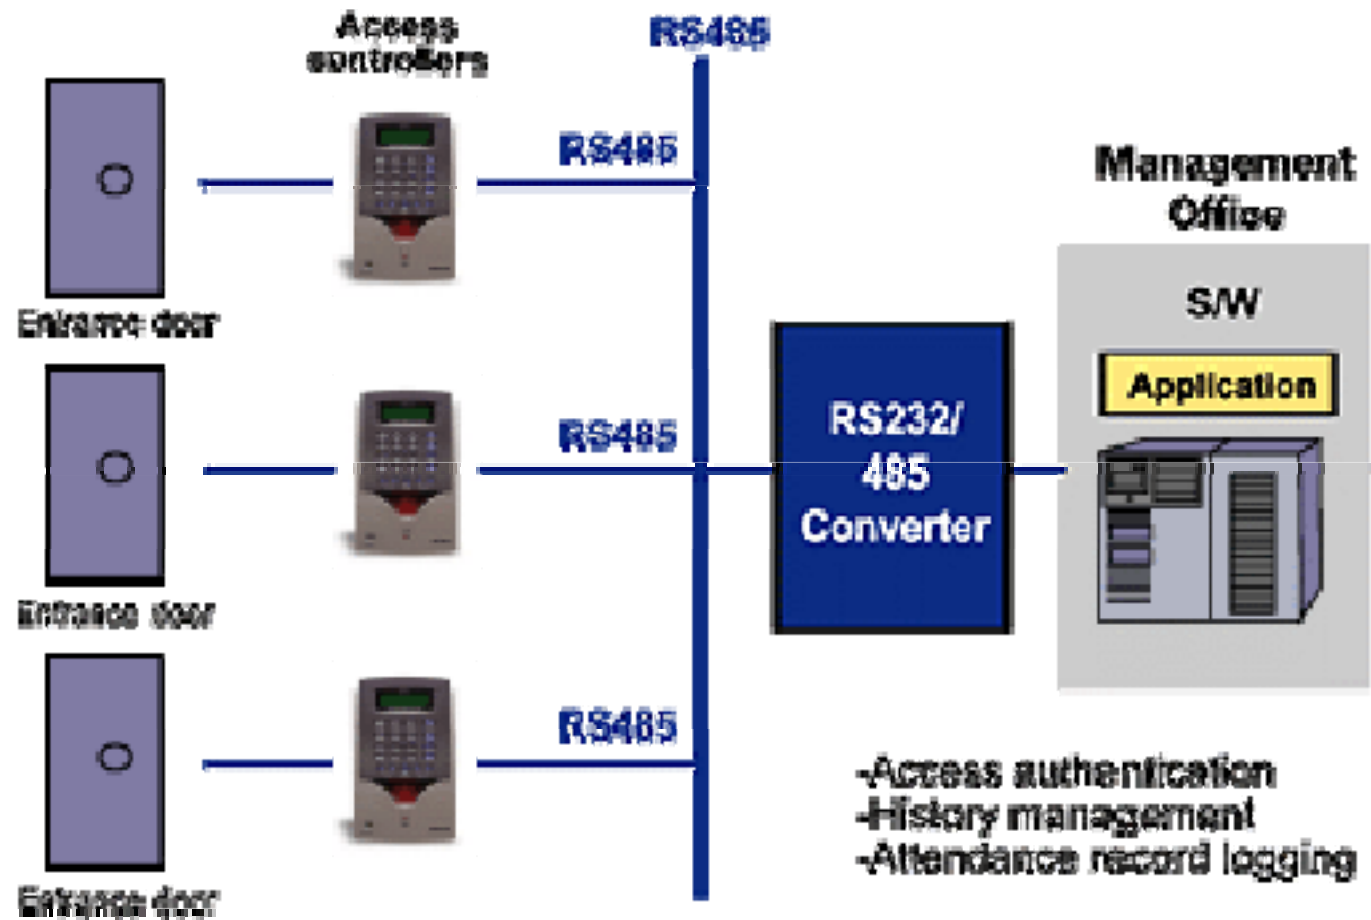 Access
controllers
RS485
RS485
Management
Office
Entrance door
S/W
Application
RS485
RS232/
485
Converter
Entrance door
RS485
-Access authentication
-History management
-Attendance record logging
Entrance door